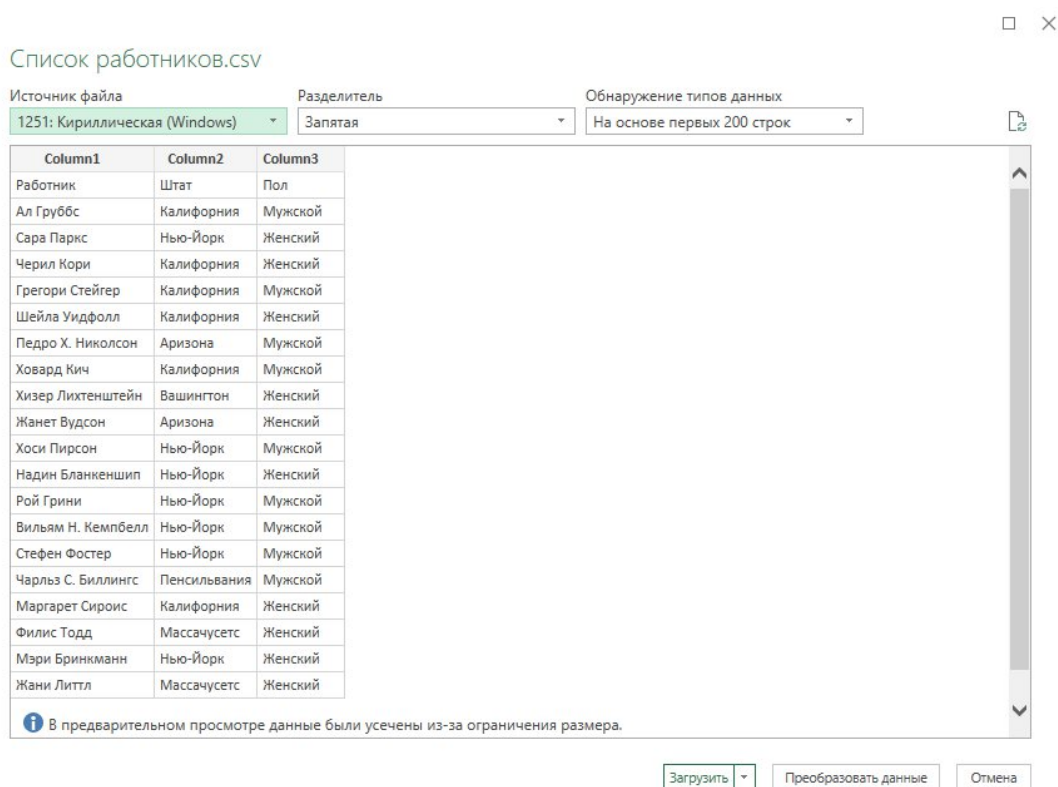 Список работников.csv
Источник файла Разделитель Обнаружение типов данных
1251: Кириллическая (Windows) Запятая На основе первых 200 строк
Column1 Column2 Column3
Работник Штат Пол
Ал Груббс Калифорния Мужской
Сара Паркс Нью-Йорк Женский
Черил Кори Калифорния Женский
Грегори Стейгер Калифорния Мужской
Шейла Уидфолл Калифорния Женский
Педро Х. Николсон Аризона Мужской
Ховард Кич Калифорния Мужской
Хизер Лихтенштейн Вашингтон Женский
Жанет Вудсон Аризона Женский
Хоси Пирсон Нью-Йорк Мужской
Надин Бланкеншип Нью-Йорк Женский
Рой Грини Нью-Йорк Мужской
Вильям Н. Кемпбелл Нью-Йорк Мужской
Стефен Фостер Нью-Йорк Мужской
Чарльз С. Биллингс Пенсильвания Мужской
Маргарет Сироис Калифорния Женский
Филис Тодд Массачусетс Женский
Мэри Бринкманн Нью-Йорк Женский
Жани Литтл Массачусетс Женский
В предварительном просмотре данные были усечены из-за ограничения размера.
Загрузить Преобразовать данные Отмена